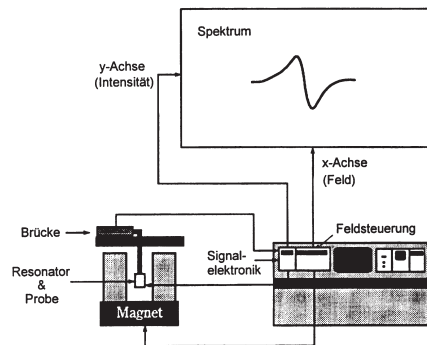 Spektrum
y-Achse
(Intensität)
x-Achse
(Feld)
Feldsteuerung
Brücke
Signal-
elektronik
Resonator
&
Probe
Magnet